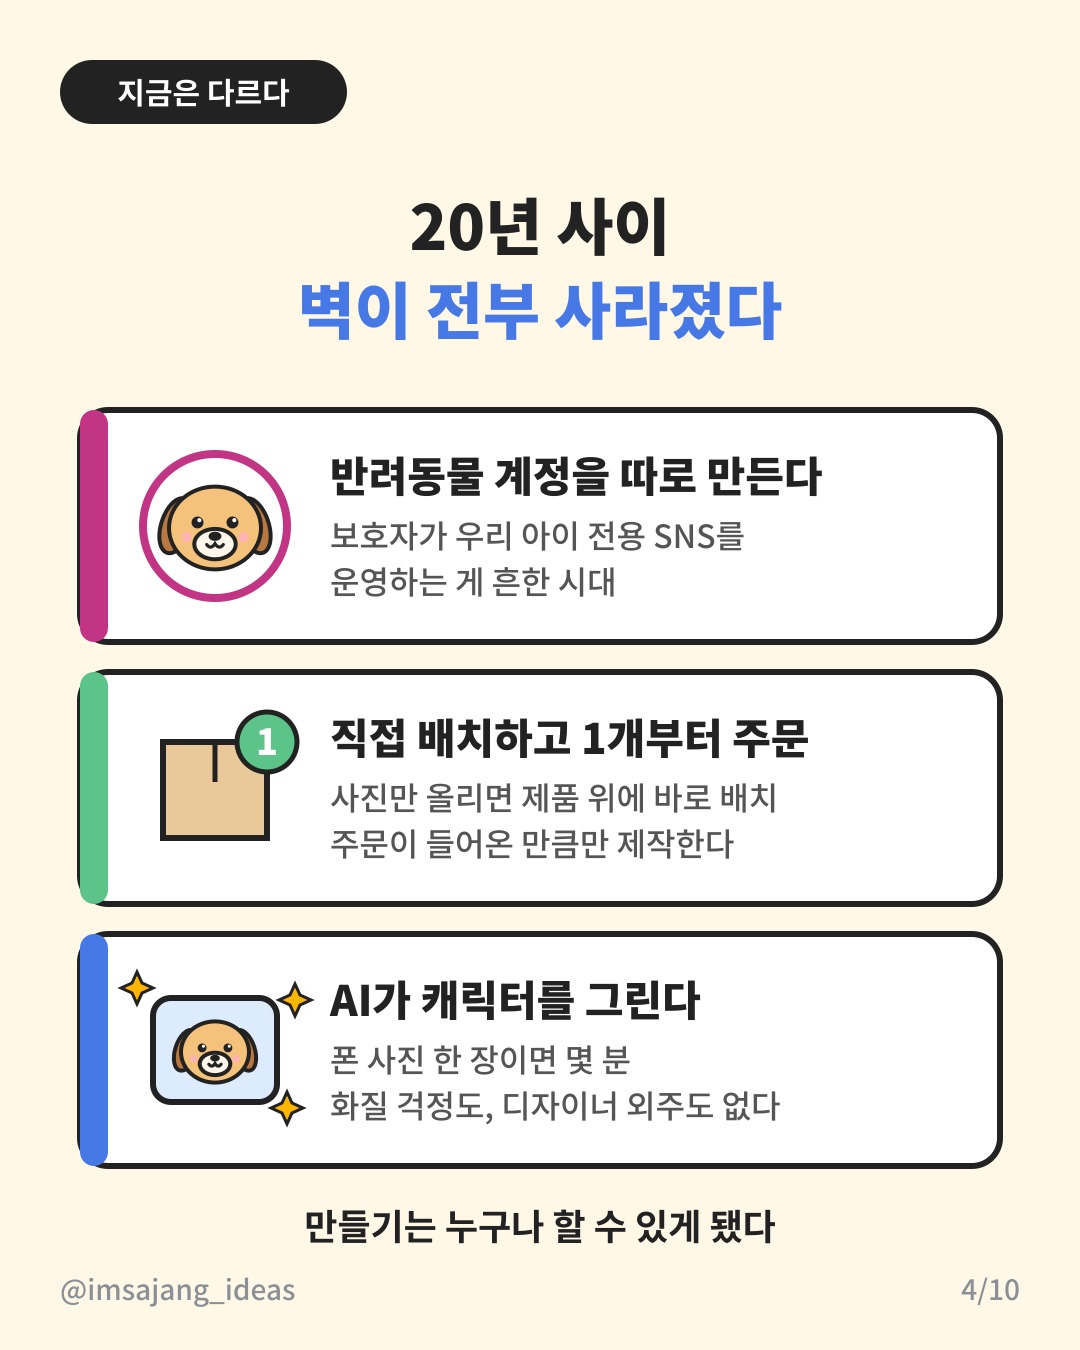 지금은 다르다
20년 사이
벽이 전부 사라졌다
반려동물 계정을 따로 만든다
보호자가 우리 아이 전용 SNS를
운영하는 게 흔한 시대
1
직접 배치하고 1개부터 주문
사진만 올리면 제품 위에 바로 배치
주문이 들어온 만큼만 제작한다
AI가 캐릭터를 그린다
폰 사진 한 장이면 몇 분
화질 걱정도, 디자이너 외주도 없다
만들기는 누구나 할 수 있게 됐다
@imsajang_ideas
4/10